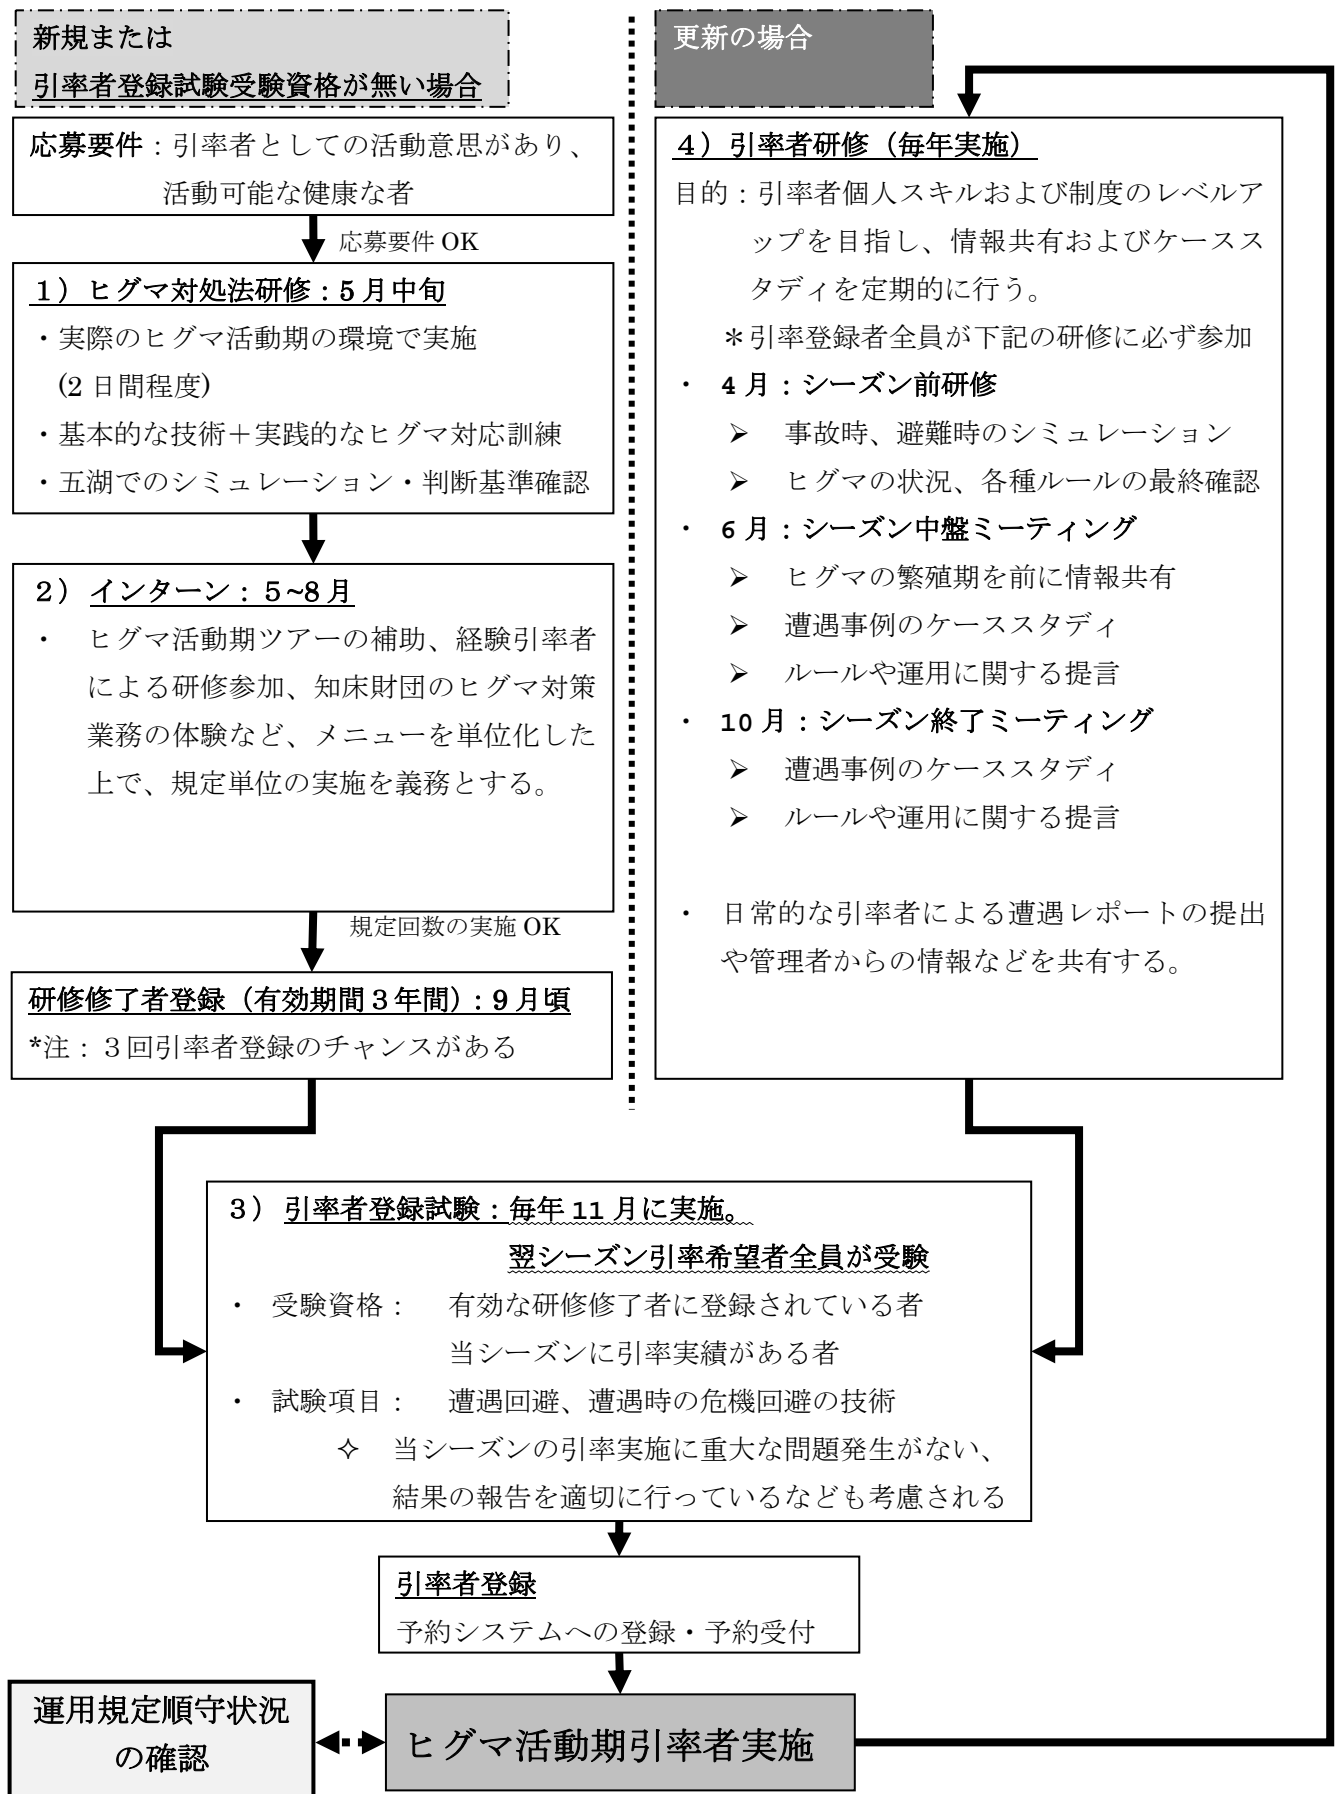 新規または
引率者登録試験受験資格が無い場合
応募要件：引率者としての活動意思があり、
活動可能な健康な者
応募要件 OK
１）ヒグマ対処法研修：５月中旬
・実際のヒグマ活動期の環境で実施
(2 日間程度)
・基本的な技術＋実践的なヒグマ対応訓練
・五湖でのシミュレーション・判断基準確認
２）インターン：５~８月
・ ヒグマ活動期ツアーの補助、経験引率者
による研修参加、知床財団のヒグマ対策
業務の体験など、メニューを単位化した
上で、規定単位の実施を義務とする。
規定回数の実施 OK
研修修了者登録（有効期間３年間）：９月頃
*注：３回引率者登録のチャンスがある
更新の場合
４）引率者研修（毎年実施）
目的：引率者個人スキルおよび制度のレベルア
ップを目指し、情報共有およびケースス
タディを定期的に行う。
＊引率登録者全員が下記の研修に必ず参加
・ 4 月：シーズン前研修
➢ 事故時、避難時のシミュレーション
➢ ヒグマの状況、各種ルールの最終確認
・ 6 月：シーズン中盤ミーティング
➢ ヒグマの繁殖期を前に情報共有
➢ 遭遇事例のケーススタディ
➢ ルールや運用に関する提言
・ 10 月：シーズン終了ミーティング
➢ 遭遇事例のケーススタディ
➢ ルールや運用に関する提言
・ 日常的な引率者による遭遇レポートの提出
や管理者からの情報などを共有する。
３）引率者登録試験：毎年 11 月に実施。
翌シーズン引率希望者全員が受験
・ 受験資格： 有効な研修修了者に登録されている者
当シーズンに引率実績がある者
・ 試験項目： 遭遇回避、遭遇時の危機回避の技術
✧ 当シーズンの引率実施に重大な問題発生がない、
結果の報告を適切に行っているなども考慮される
引率者登録
予約システムへの登録・予約受付
運用規定順守状況
の確認
ヒグマ活動期引率者実施